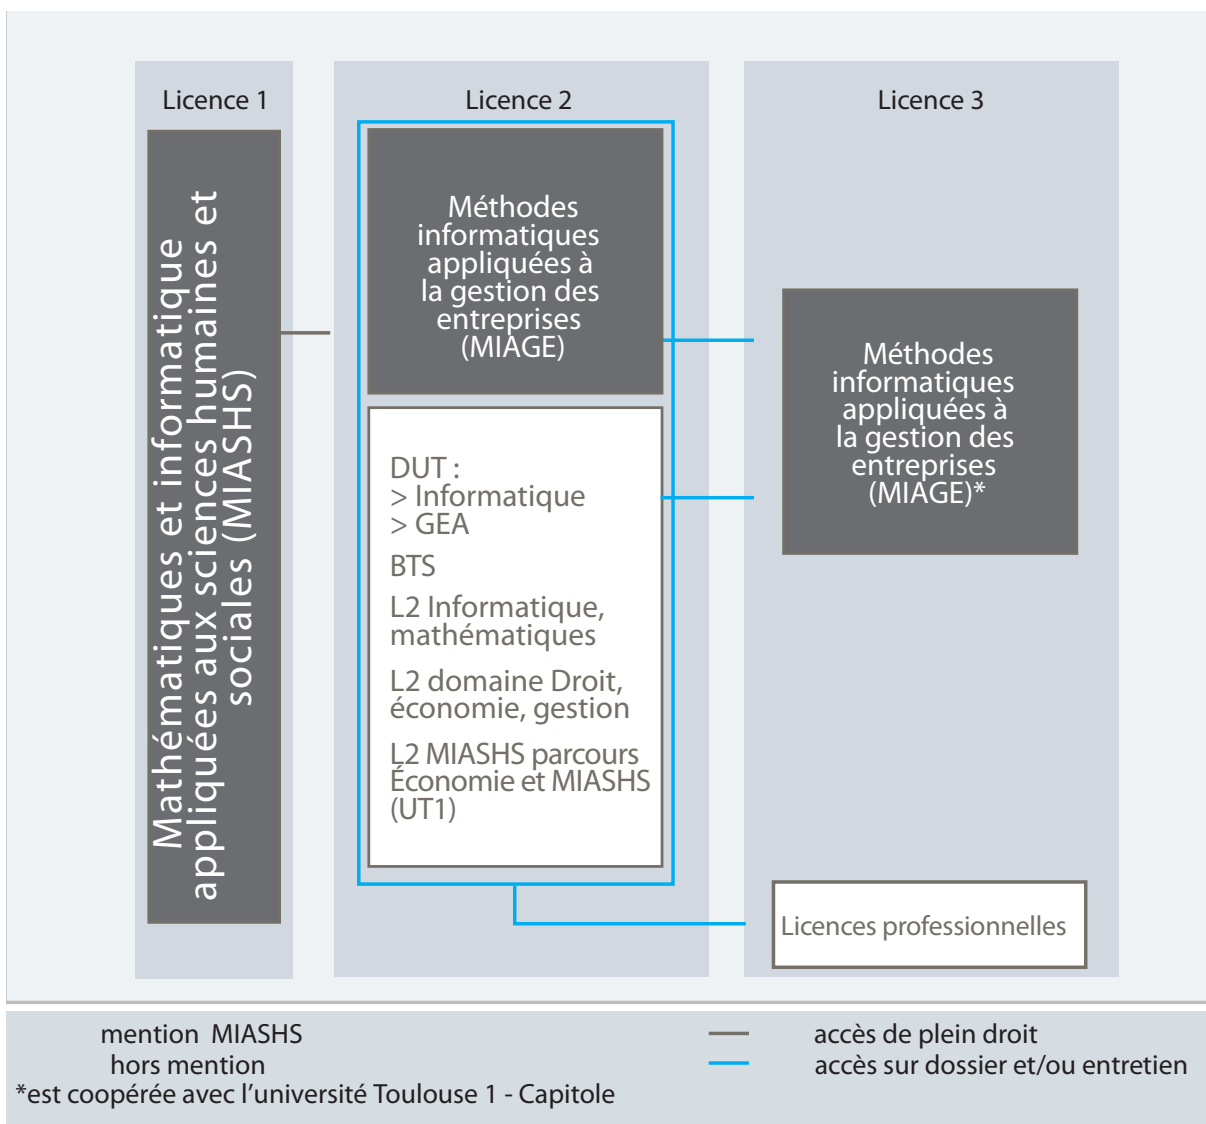 Licence 1
Mathématiques et informatique
appliquées aux sciences humaines et
sociales (MIASHS)
Licence 2
Méthodes
informatiques
appliquées à
la gestion des
entreprises
(MIAGE)
DUT :
> Informatique
> GEA
BTS
L2 Informatique,
mathématiques
L2 domaine Droit,
économie, gestion
L2 MIASHS parcours
Économie et MIASHS
(UT1)
Licence 3
Méthodes
informatiques
appliquées à
la gestion des
entreprises
(MIAGE)*
Licences professionnelles
mention MIASHS
hors mention
*est coopérée avec l’université Toulouse 1 - Capitole
accès de plein droit
accès sur dossier et/ou entretien